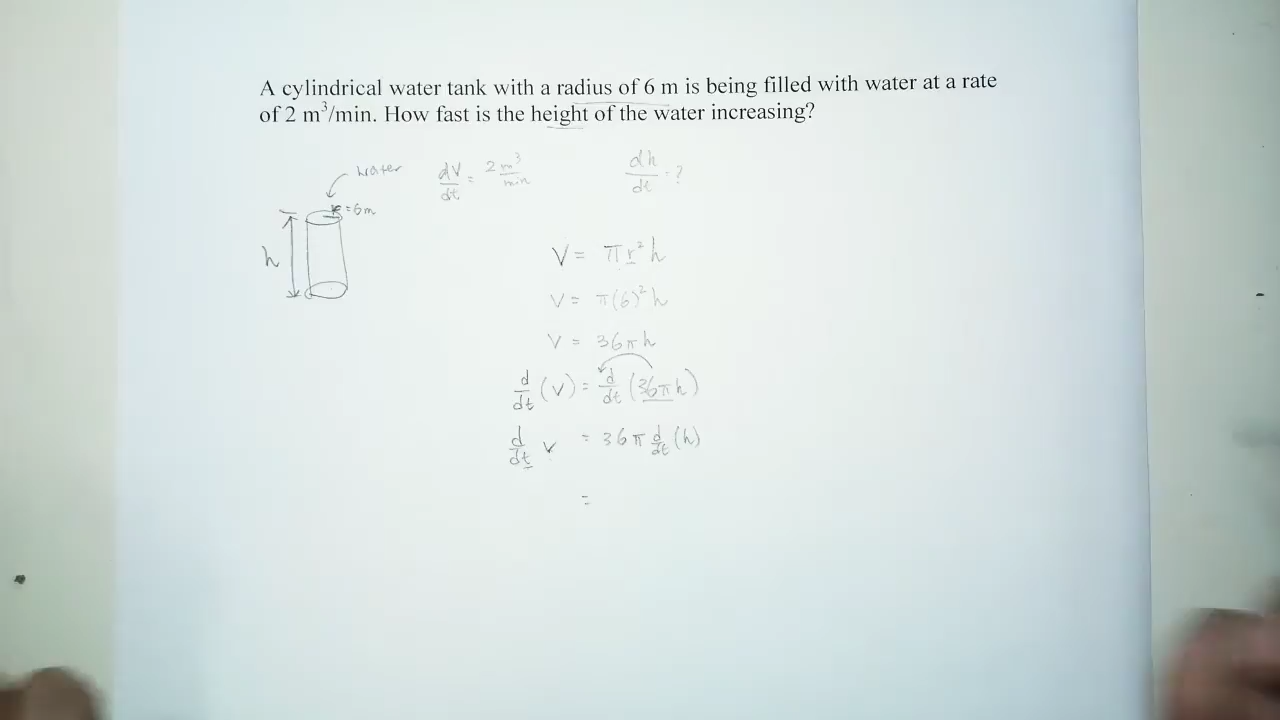 A cylindrical water tank with a radius of 6 m is being filled with water at a rate
of 2 m³/min. How fast is the height of the water increasing?
water
dV/dt = 2 m³/min
dh/dt = ?
r = 6m
h
V = πr²h
V = π(6)²h
V = 36πh
d/dt (V) = d/dt (36πh)
d/dt V = 36π d/dt (h)
=